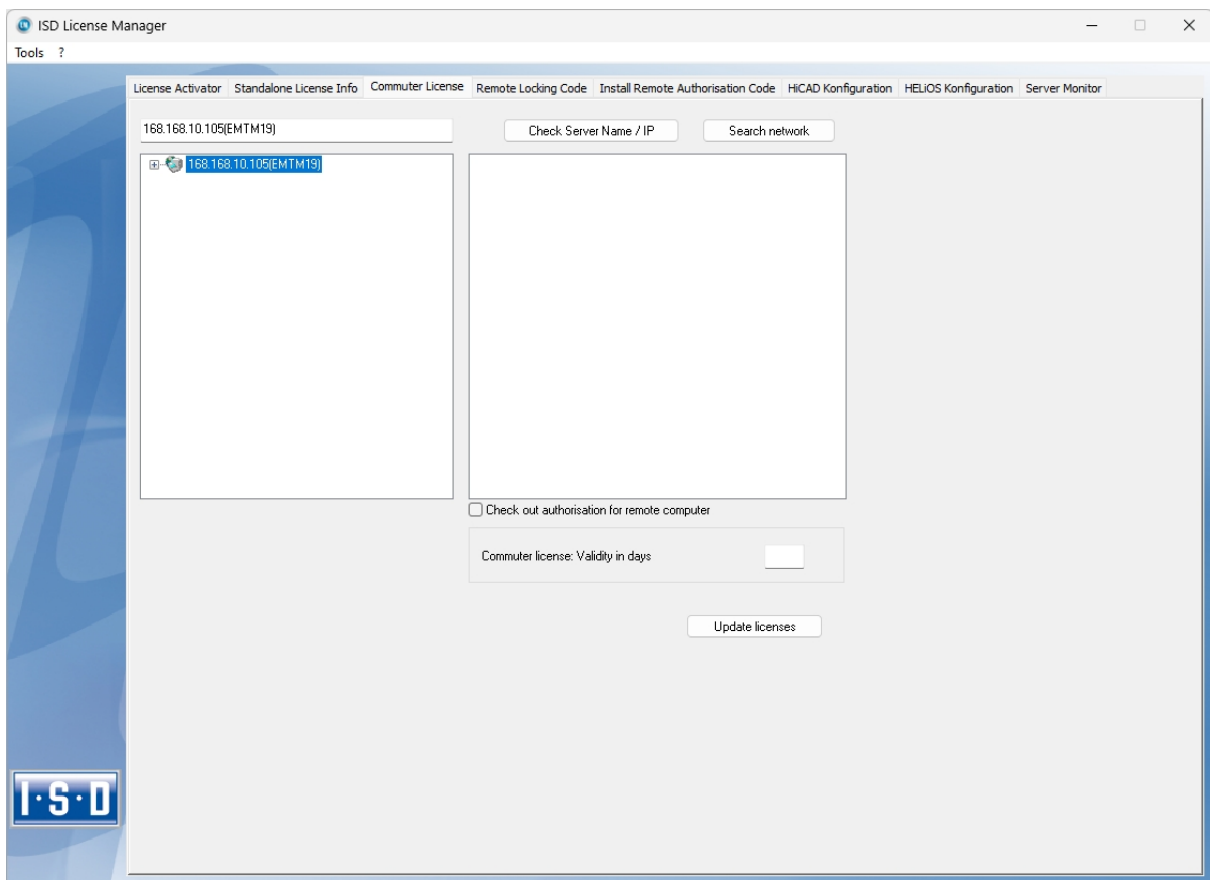 ISD License Manager
Tools ?
License Activator Standalone License Info Commuter License Remote Locking Code Install Remote Authorisation Code HiCAD Konfiguration HELiOS Konfiguration Server Monitor
168.168.10.105(EMTM19) Check Server Name / IP Search network
168.168.10.105(EMTM19)
Check out authorisation for remote computer
Commuter license: Validity in days
Update licenses
I·S·D